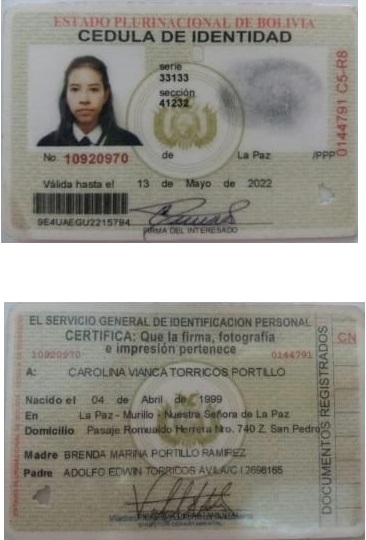 ESTADO PLURINACIONAL DE BOLIVIA
CEDULA DE IDENTIDAD
serie
33133
sección
41232
0144791 C5-R8
No. 10920970 de La Paz /PPP
Válida hasta el 13 de Mayo de 2022
9E4UAEGU2215794
FIRMA DEL INTERESADO
EL SERVICIO GENERAL DE IDENTIFICACION PERSONAL
CERTIFICA: Que la firma, fotografía
10920970 e impresión pertenece 0144791
CN
A: CAROLINA VIANCA TORRICOS PORTILLO
Nacido el 04 de Abril de 1999
En La Paz - Murillo - Nuestra Señora de La Paz
Domicilio Pasaje Romualdo Herrera Nro. 740 Z. San Pedro
Madre BRENDA MARINA PORTILLO RAMIREZ
Padre ADOLFO EDWIN TORRICOS
DOCUMENTOS REGISTRADOS